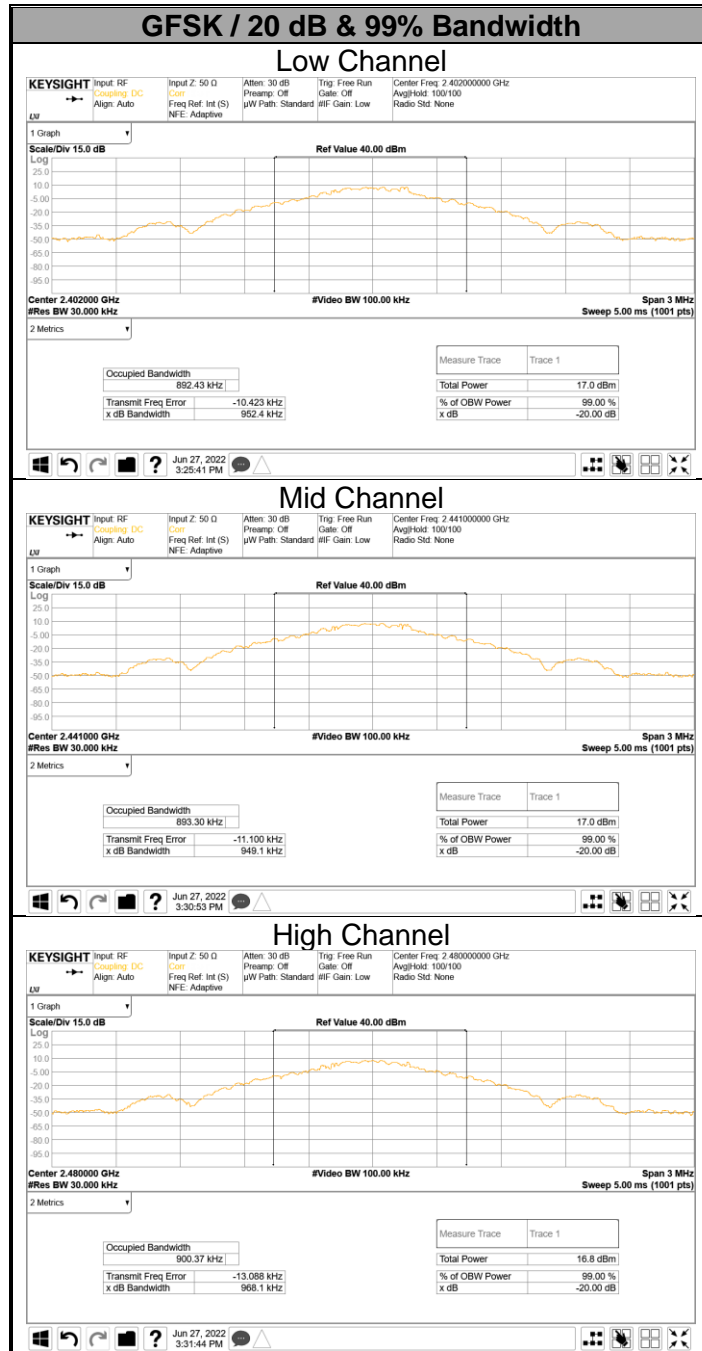 GFSK / 20 dB & 99% Bandwidth
Low Channel
KEYSIGHT Input: RF Input Z: 50 Ω Atten: 30 dB Trig: Free Run Center Freq: 2.402000000 GHz
Coupling: DC Corr Preamp: Off Gate: Off Avg|Hold: 100/100
Align: Auto Freq Ref: Int (S) µW Path: Standard #IF Gain: Low Radio Std: None
LXI NFE: Adaptive
1 Graph
Scale/Div 15.0 dB Ref Value 40.00 dBm
Log
25.0
10.0
-5.00
-20.0
-35.0
-50.0
-65.0
-80.0
-95.0
Center 2.402000 GHz #Video BW 100.00 kHz Span 3 MHz
#Res BW 30.000 kHz Sweep 5.00 ms (1001 pts)
2 Metrics
Measure Trace Trace 1
Occupied Bandwidth
892.43 kHz Total Power 17.0 dBm
Transmit Freq Error -10.423 kHz % of OBW Power 99.00 %
x dB Bandwidth 952.4 kHz x dB -20.00 dB
? Jun 27, 2022
3:25:41 PM
Mid Channel
KEYSIGHT Input: RF Input Z: 50 Ω Atten: 30 dB Trig: Free Run Center Freq: 2.441000000 GHz
Coupling: DC Corr Preamp: Off Gate: Off Avg|Hold: 100/100
Align: Auto Freq Ref: Int (S) µW Path: Standard #IF Gain: Low Radio Std: None
LXI NFE: Adaptive
1 Graph
Scale/Div 15.0 dB Ref Value 40.00 dBm
Log
25.0
10.0
-5.00
-20.0
-35.0
-50.0
-65.0
-80.0
-95.0
Center 2.441000 GHz #Video BW 100.00 kHz Span 3 MHz
#Res BW 30.000 kHz Sweep 5.00 ms (1001 pts)
2 Metrics
Measure Trace Trace 1
Occupied Bandwidth
893.30 kHz Total Power 17.0 dBm
Transmit Freq Error -11.100 kHz % of OBW Power 99.00 %
x dB Bandwidth 949.1 kHz x dB -20.00 dB
? Jun 27, 2022
3:30:53 PM
High Channel
KEYSIGHT Input: RF Input Z: 50 Ω Atten: 30 dB Trig: Free Run Center Freq: 2.480000000 GHz
Coupling: DC Corr Preamp: Off Gate: Off Avg|Hold: 100/100
Align: Auto Freq Ref: Int (S) µW Path: Standard #IF Gain: Low Radio Std: None
LXI NFE: Adaptive
1 Graph
Scale/Div 15.0 dB Ref Value 40.00 dBm
Log
25.0
10.0
-5.00
-20.0
-35.0
-50.0
-65.0
-80.0
-95.0
Center 2.480000 GHz #Video BW 100.00 kHz Span 3 MHz
#Res BW 30.000 kHz Sweep 5.00 ms (1001 pts)
2 Metrics
Measure Trace Trace 1
Occupied Bandwidth
900.37 kHz Total Power 16.8 dBm
Transmit Freq Error -13.088 kHz % of OBW Power 99.00 %
x dB Bandwidth 968.1 kHz x dB -20.00 dB
? Jun 27, 2022
3:31:44 PM